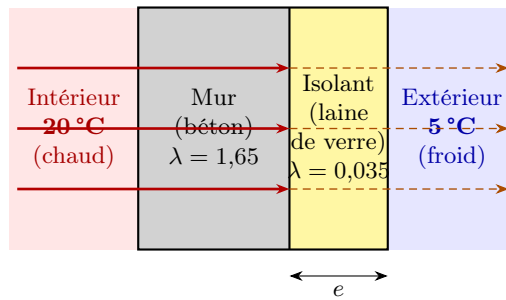 Intérieur
20 °C
(chaud)
Mur
(béton)
λ = 1,65
Isolant
(laine
de verre)
λ = 0,035
Extérieur
5 °C
(froid)
e